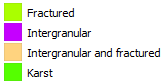 Fractured
Intergranular
Intergranular and fractured
Karst